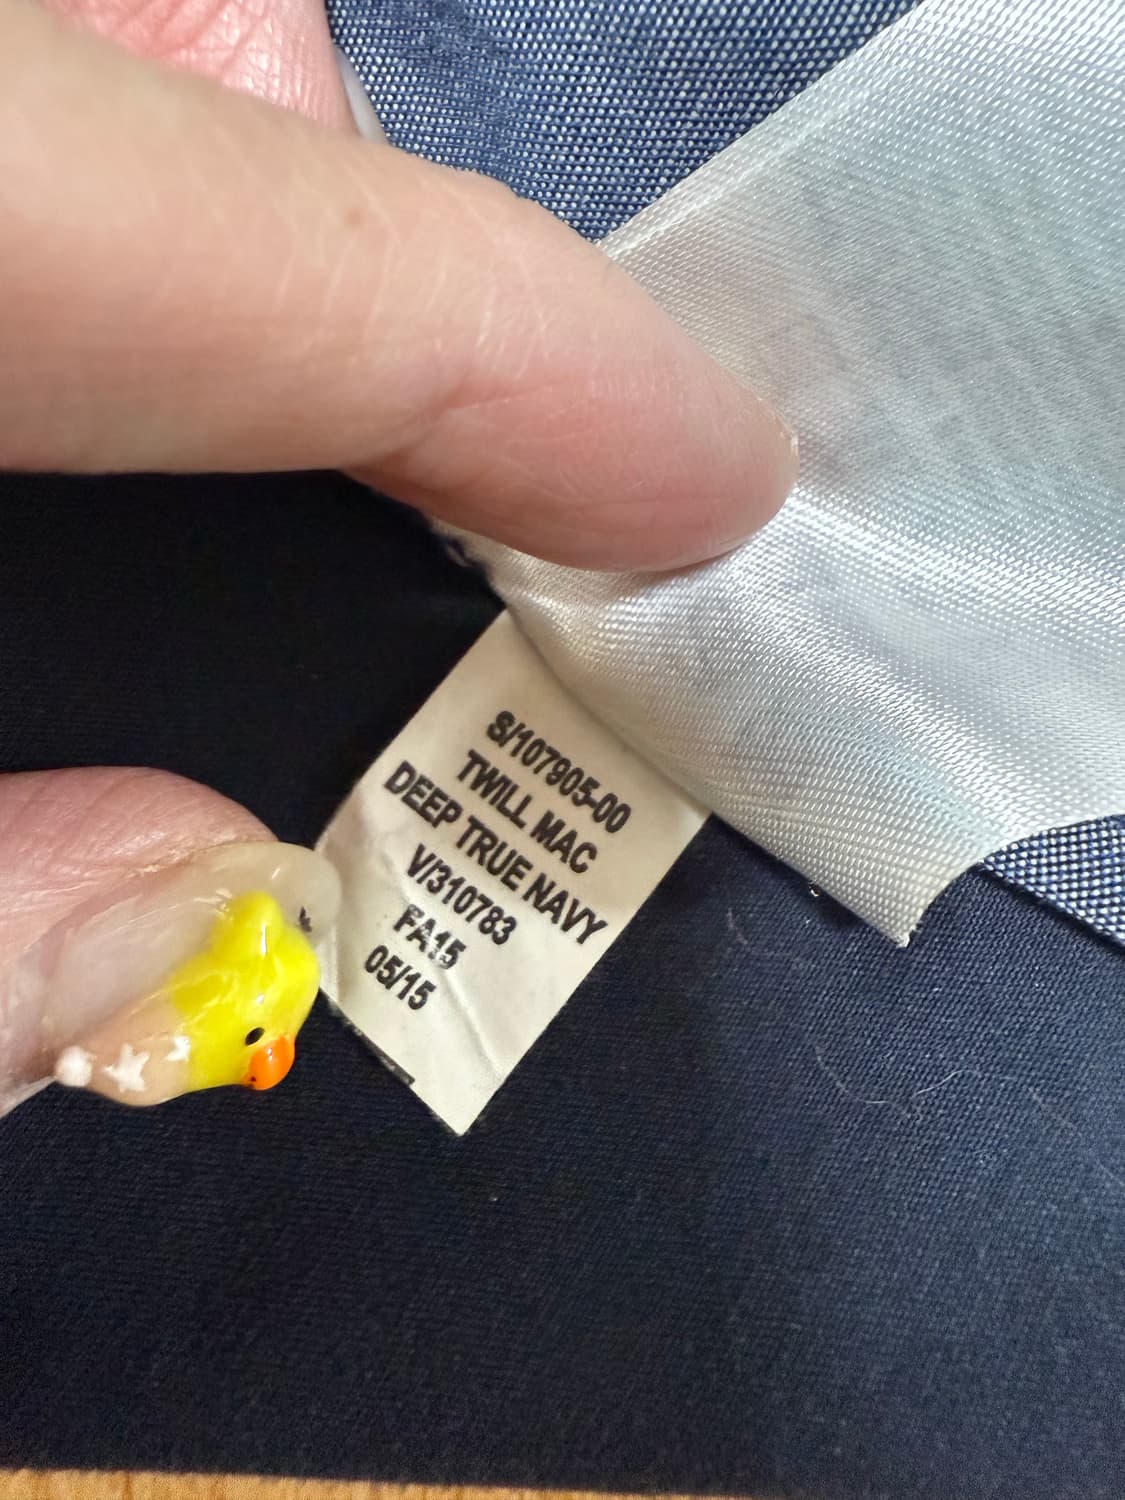 S/107905-00
TWILL MAC
DEEP TRUE NAVY
V/310783
FA15
05/15